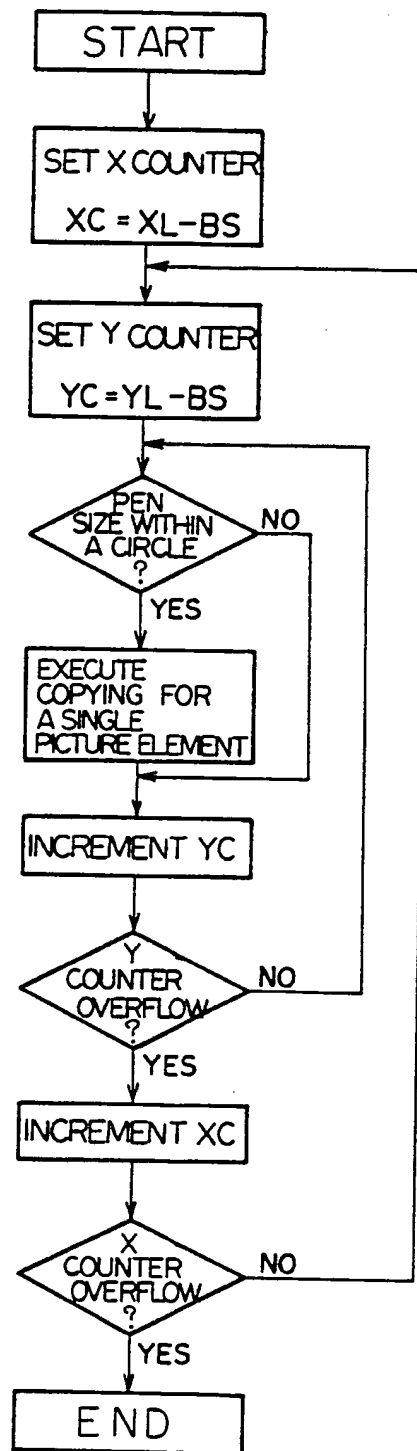 START
SET X COUNTER
XC = XL-BS
SET Y COUNTER
YC=YL-BS
PEN
SIZE WITHIN
A CIRCLE
?
NO
YES
EXECUTE
COPYING FOR
A SINGLE
PICTURE ELEMENT
INCREMENT YC
Y
COUNTER
OVERFLOW
?
NO
YES
INCREMENT XC
X
COUNTER
OVERFLOW
?
NO
YES
END